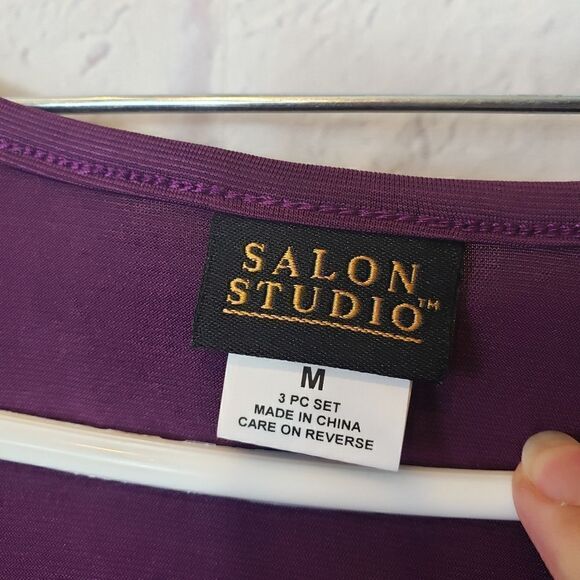 SALON
STUDIO™
M
3 PC SET
MADE IN CHINA
CARE ON REVERSE